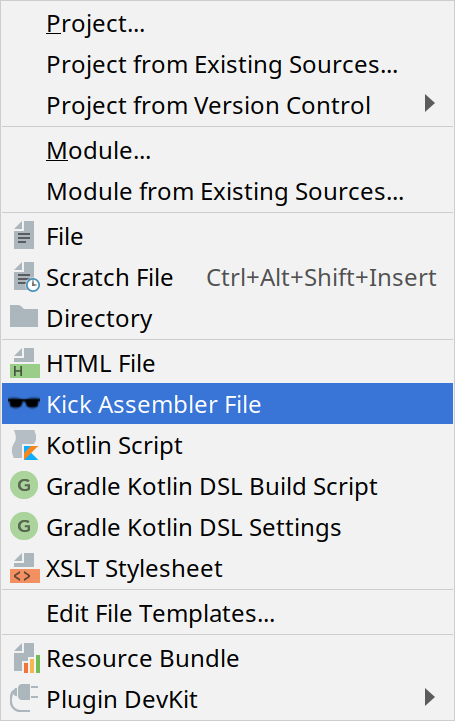 Project...
Project from Existing Sources...
Project from Version Control
Module...
Module from Existing Sources...
File
Scratch File Ctrl+Alt+Shift+Insert
Directory
H HTML File
Kick Assembler File
Kotlin Script
G Gradle Kotlin DSL Build Script
G Gradle Kotlin DSL Settings
<> XSLT Stylesheet
Edit File Templates...
Resource Bundle
Plugin DevKit